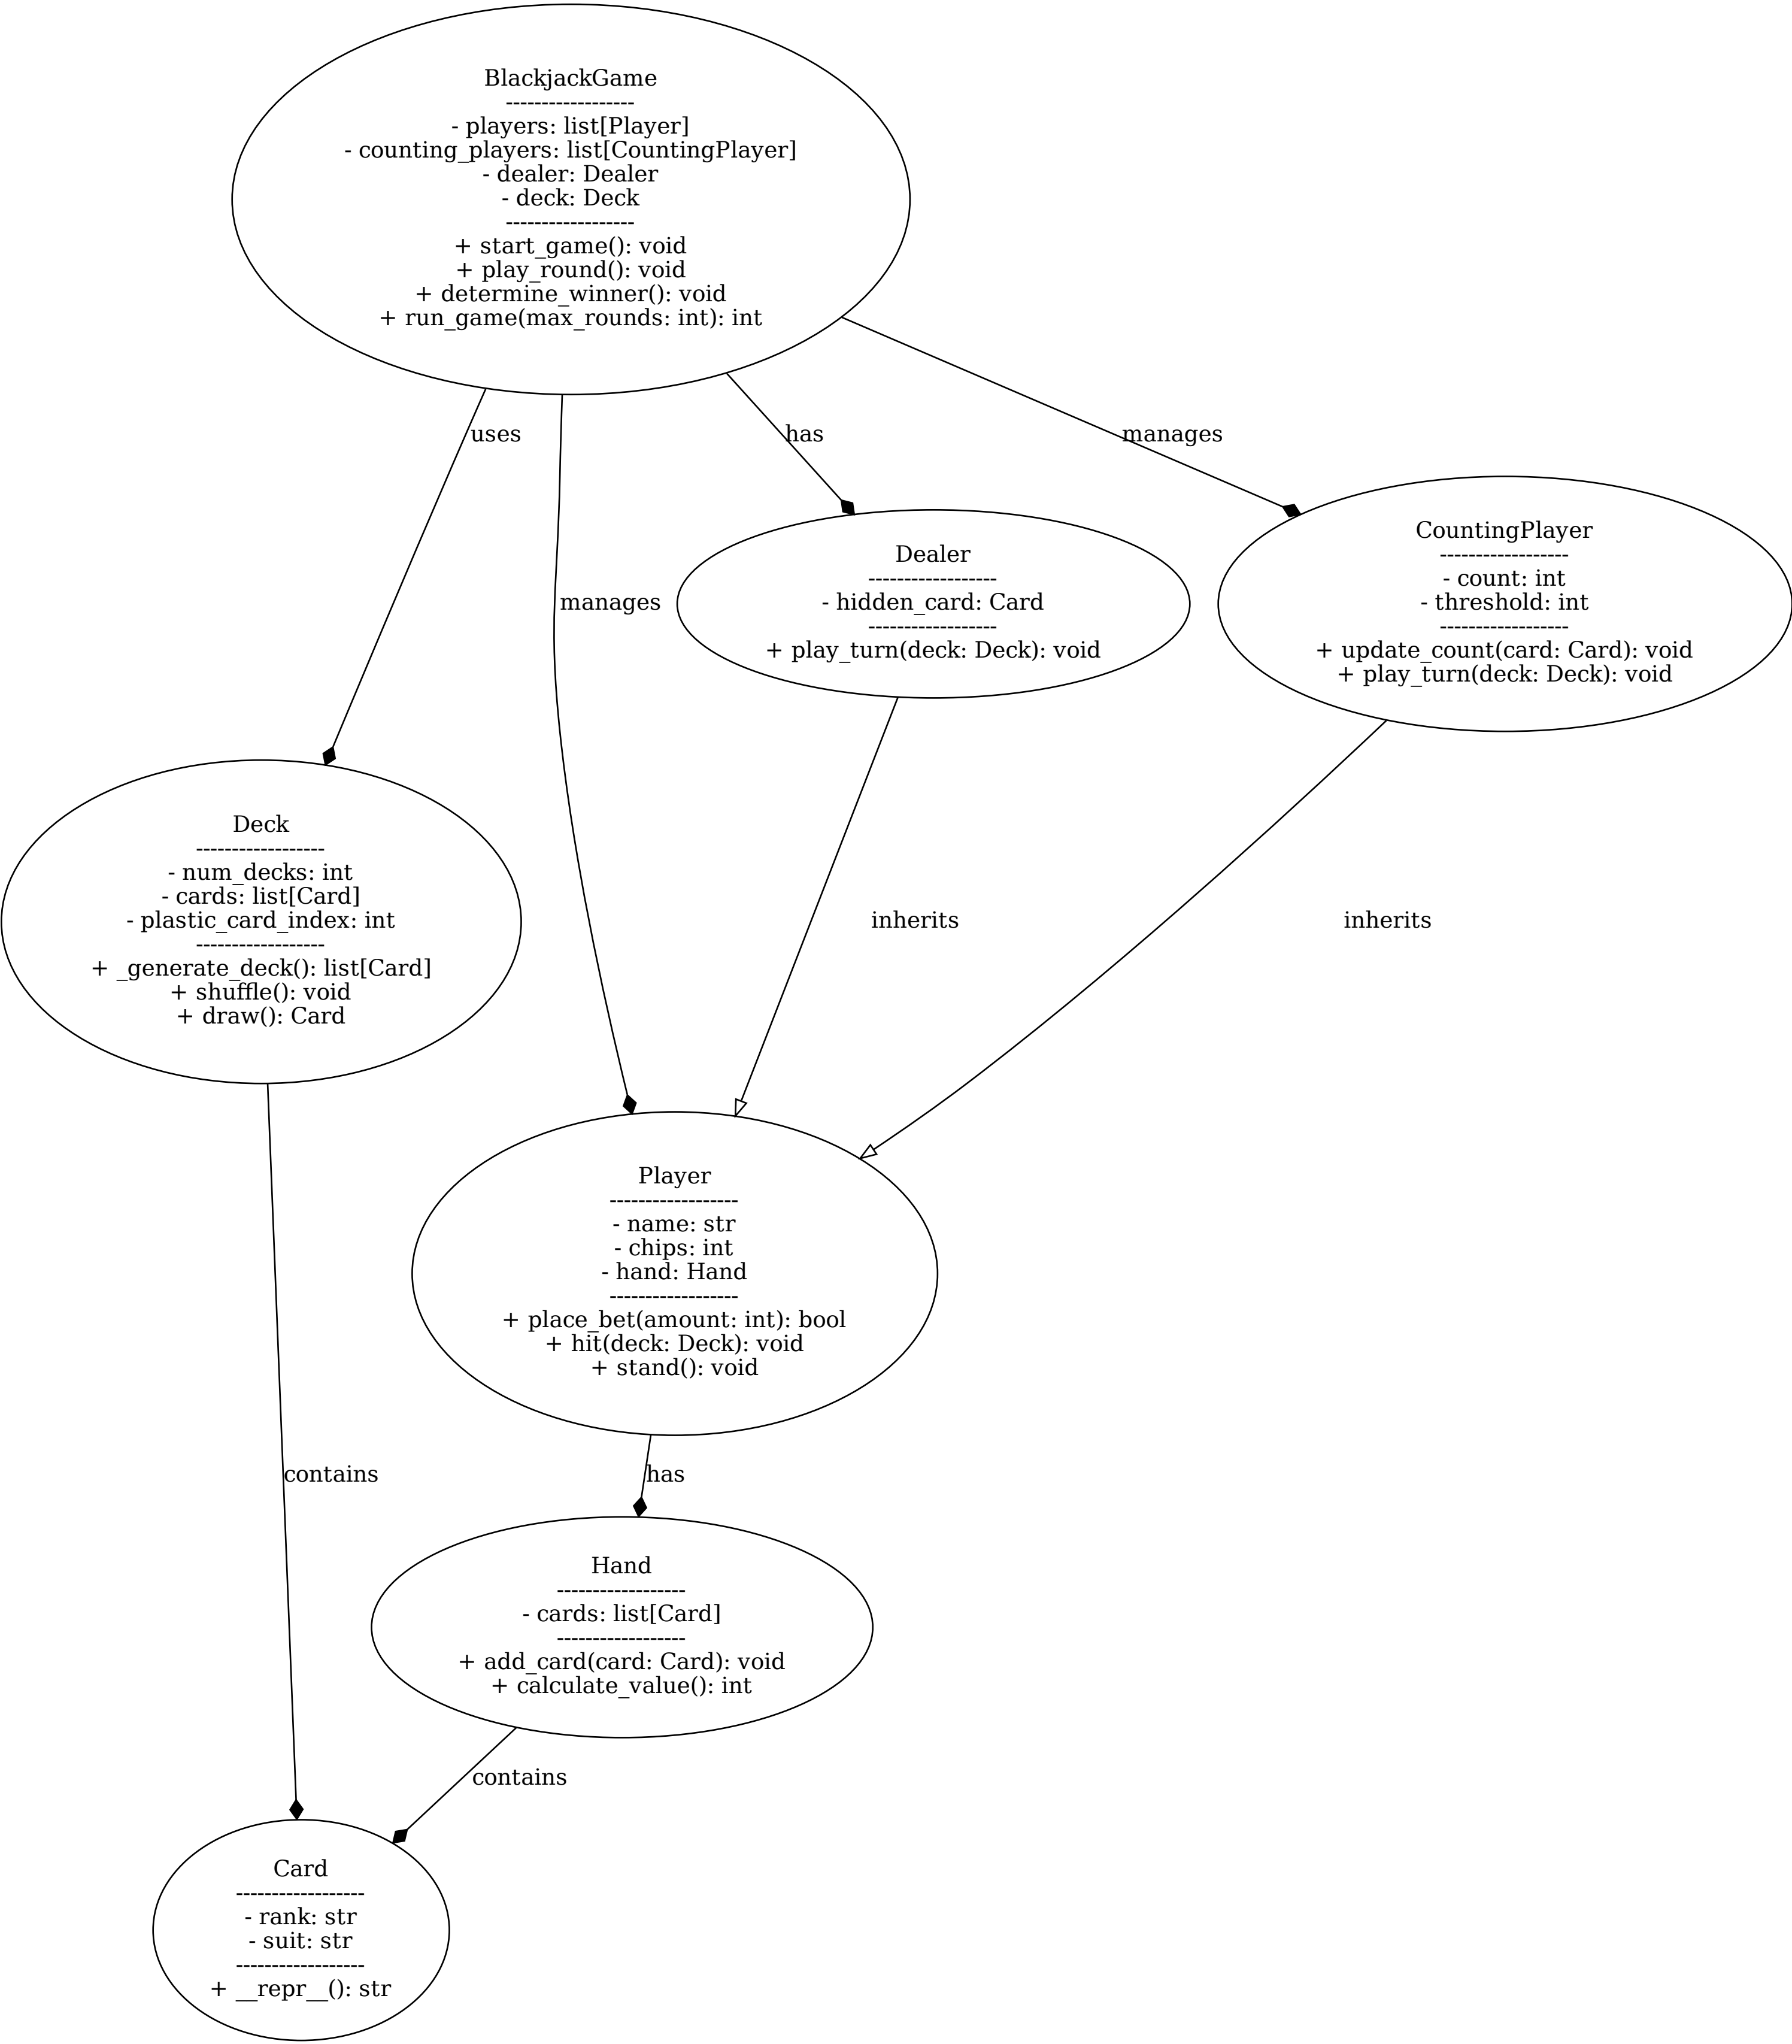 BlackjackGame
------------------
- players: list[Player]
- counting_players: list[CountingPlayer]
- dealer: Dealer
- deck: Deck
------------------
+ start_game(): void
+ play_round(): void
+ determine_winner(): void
+ run_game(max_rounds: int): int
uses
has
manages
manages
Dealer
------------------
- hidden_card: Card
------------------
+ play_turn(deck: Deck): void
CountingPlayer
------------------
- count: int
- threshold: int
------------------
+ update_count(card: Card): void
+ play_turn(deck: Deck): void
Deck
------------------
- num_decks: int
- cards: list[Card]
- plastic_card_index: int
------------------
+ _generate_deck(): list[Card]
+ shuffle(): void
+ draw(): Card
inherits
inherits
Player
------------------
- name: str
- chips: int
- hand: Hand
------------------
+ place_bet(amount: int): bool
+ hit(deck: Deck): void
+ stand(): void
contains
has
Hand
------------------
- cards: list[Card]
------------------
+ add_card(card: Card): void
+ calculate_value(): int
contains
Card
------------------
- rank: str
- suit: str
------------------
+ __repr__(): str